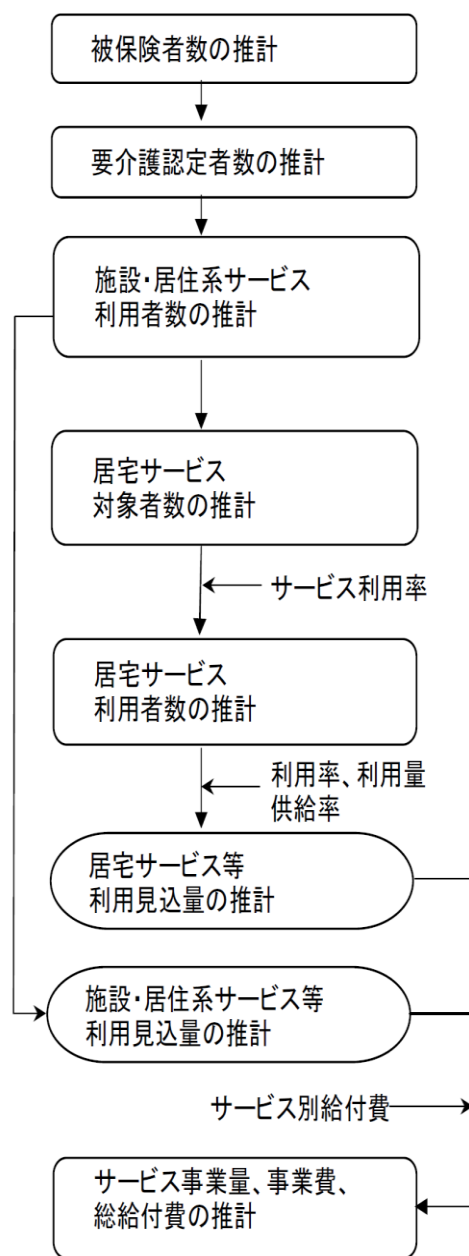 被保険者数の推計
要介護認定者数の推計
施設・居住系サービス
利用者数の推計
居宅サービス
対象者数の推計
サービス利用率
居宅サービス
利用者数の推計
利用率、利用量
供給率
居宅サービス等
利用見込量の推計
施設・居住系サービス等
利用見込量の推計
サービス別給付費
サービス事業量、事業費、
総給付費の推計